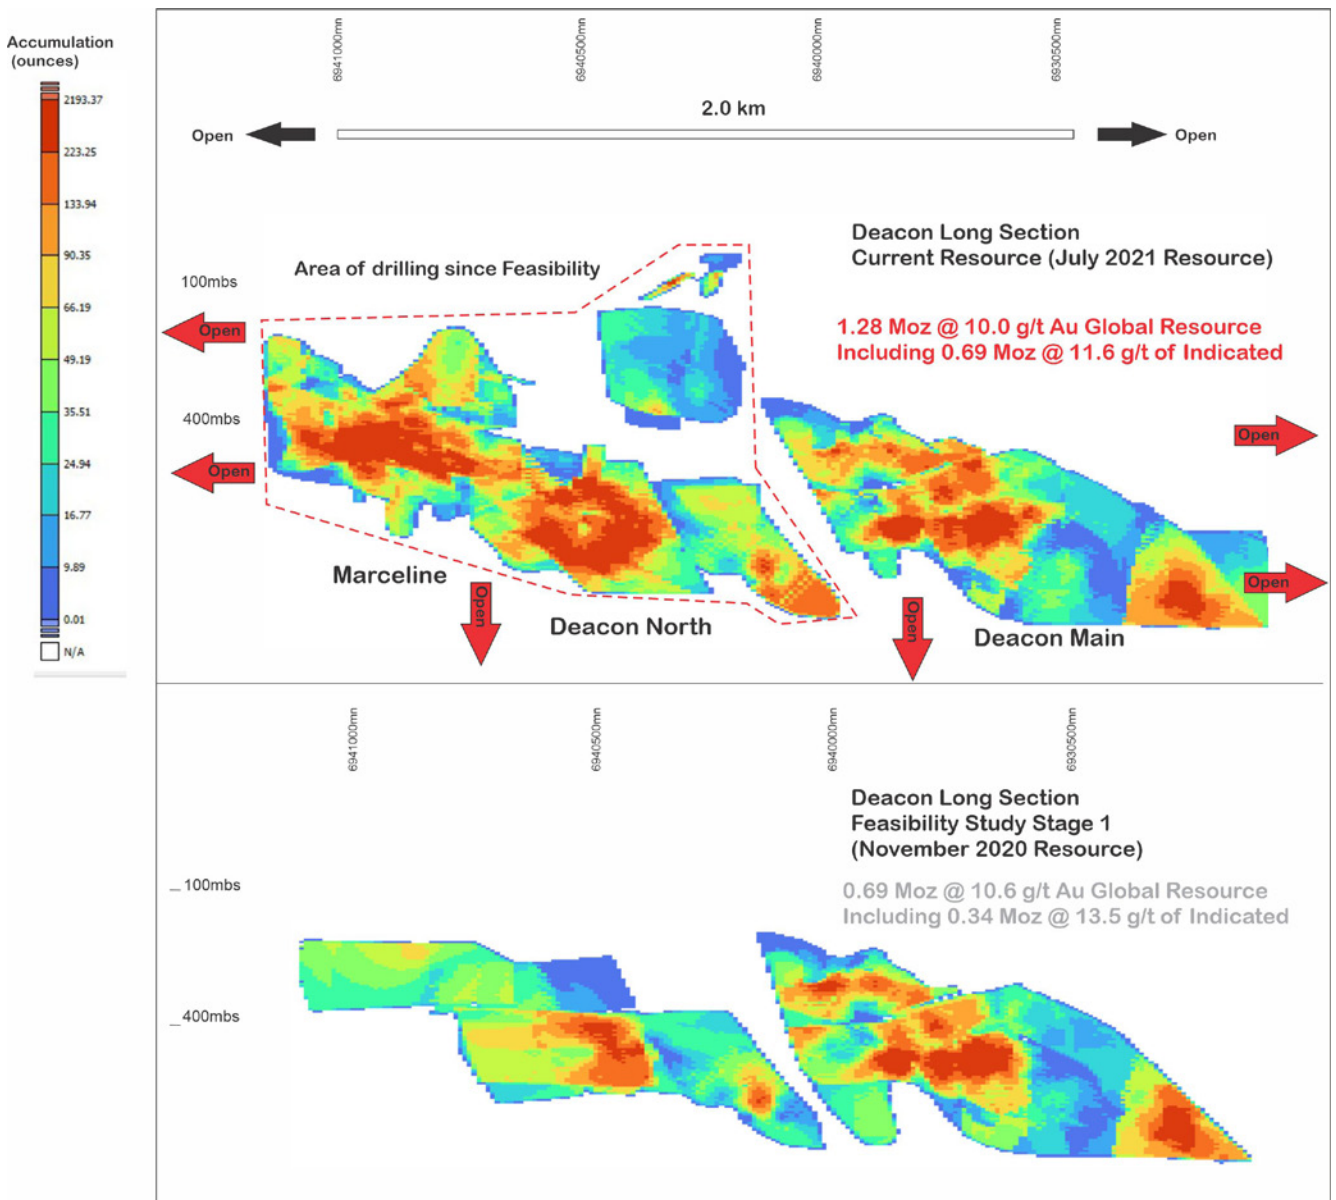 Accumulation
(ounces)
2193.37
223.25
133.94
90.35
66.19
49.19
35.51
24.94
16.77
9.89
0.01
N/A
6941000mn
6940500mn
6940000mn
6930500mn
2.0 km
Open
Open
Deacon Long Section
Current Resource (July 2021 Resource)
Area of drilling since Feasibility
100mbs
1.28 Moz @ 10.0 g/t Au Global Resource
Including 0.69 Moz @ 11.6 g/t of Indicated
Open
400mbs
Open
Open
Open
Marceline
Open
Deacon North
Open
Deacon Main
Open
6941000mn
6940500mn
6940000mn
6930500mn
Deacon Long Section
Feasibility Study Stage 1
(November 2020 Resource)
100mbs
0.69 Moz @ 10.6 g/t Au Global Resource
Including 0.34 Moz @ 13.5 g/t of Indicated
400mbs